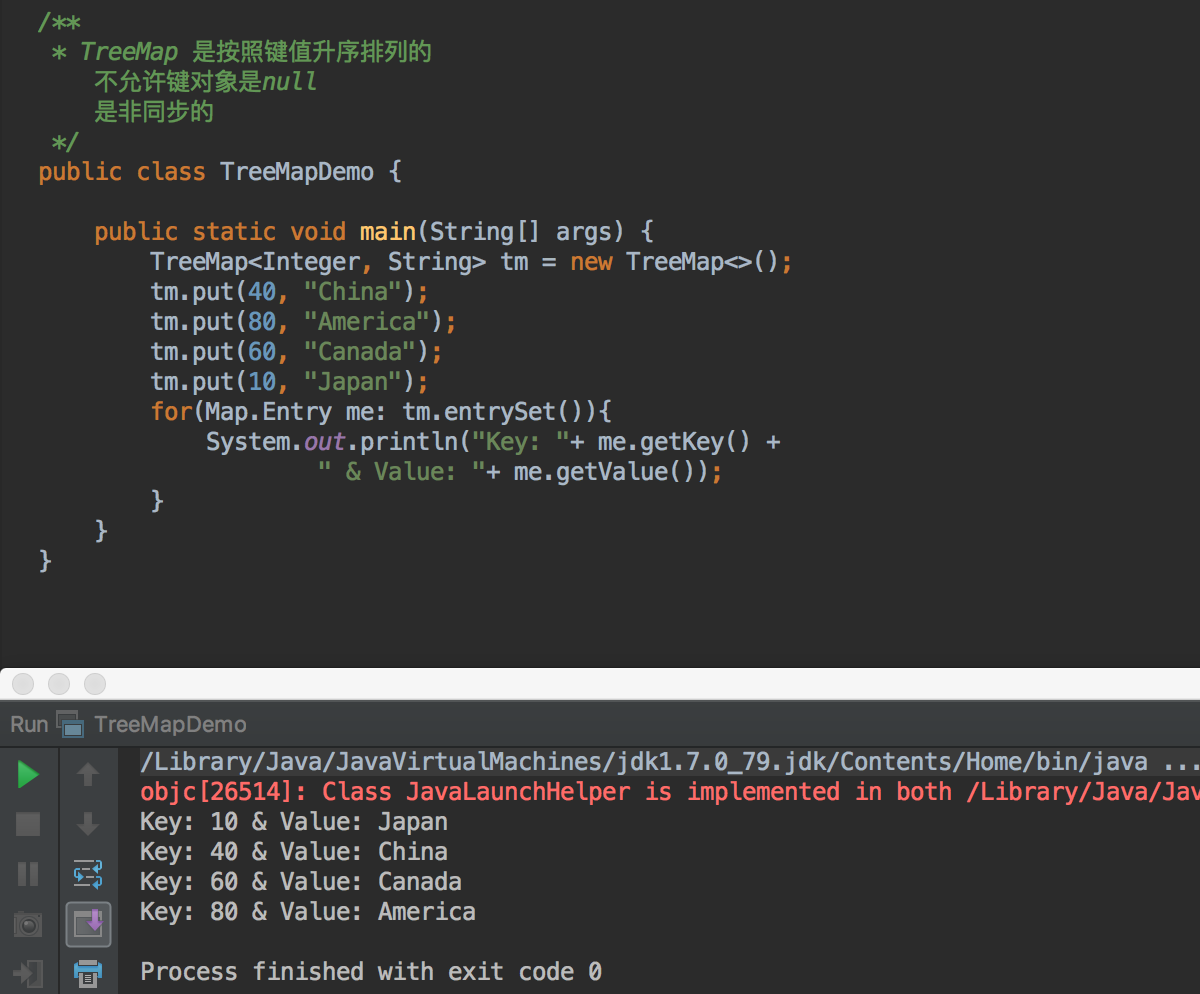 /**
 * TreeMap 是按照键值升序排列的
    不允许键对象是null
    是非同步的
 */
public class TreeMapDemo {
    public static void main(String[] args) {
        TreeMap<Integer, String> tm = new TreeMap<>();
        tm.put(40, "China");
        tm.put(80, "America");
        tm.put(60, "Canada");
        tm.put(10, "Japan");
        for(Map.Entry me: tm.entrySet()){
            System.out.println("Key: "+ me.getKey() +
                    " & Value: "+ me.getValue());
        }
    }
}
Run TreeMapDemo
/Library/Java/JavaVirtualMachines/jdk1.7.0_79.jdk/Contents/Home/bin/java ...
objc[26514]: Class JavaLaunchHelper is implemented in both /Library/Java/Jav
Key: 10 & Value: Japan
Key: 40 & Value: China
Key: 60 & Value: Canada
Key: 80 & Value: America
Process finished with exit code 0